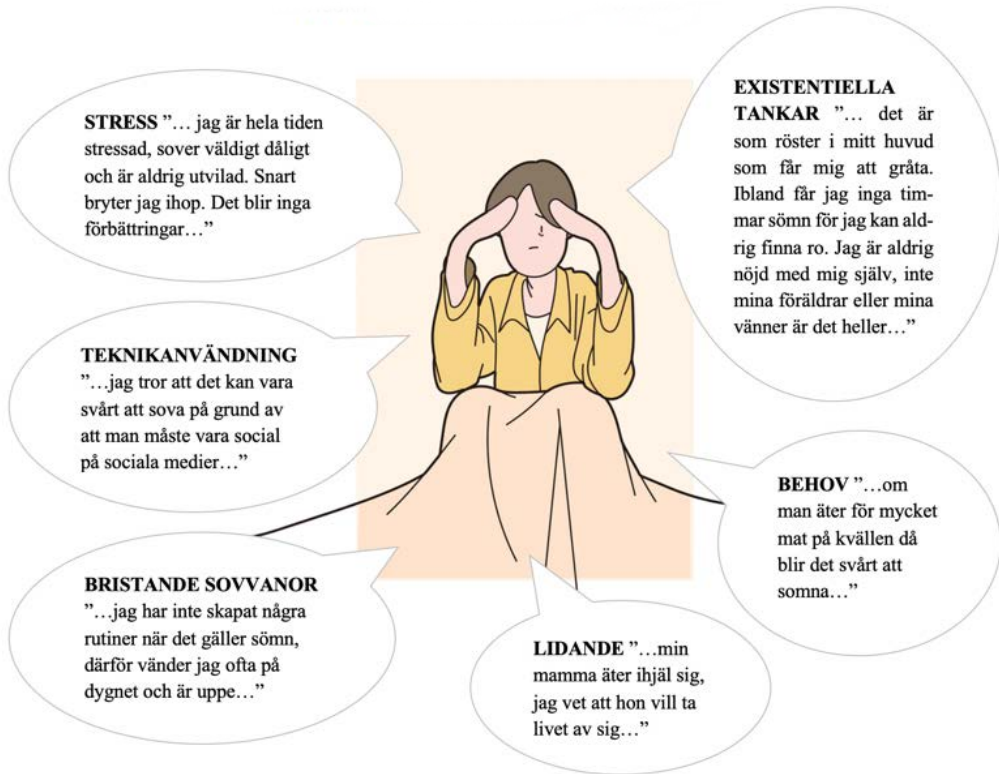 STRESS ”… jag är hela tiden
stressad, sover väldigt dåligt
och är aldrig utvilad. Snart
bryter jag ihop. Det blir inga
förbättringar…”
EXISTENTIELLA
TANKAR ”… det är
som röster i mitt huvud
som får mig att gråta.
Ibland får jag inga tim-
mar sömn för jag kan ald-
rig finna ro. Jag är aldrig
nöjd med mig själv, inte
mina föräldrar eller mina
vänner är det heller…”
TEKNIKANVÄNDNING
”…jag tror att det kan vara
svårt att sova på grund av
att man måste vara social
på sociala medier…”
BEHOV ”…om
man äter för mycket
mat på kvällen då
blir det svårt att
somna…”
BRISTANDE SOVVANOR
”…jag har inte skapat några
rutiner när det gäller sömn,
därför vänder jag ofta på
dygnet och är uppe…”
LIDANDE ”…min
mamma äter ihjäl sig,
jag vet att hon vill ta
livet av sig…”